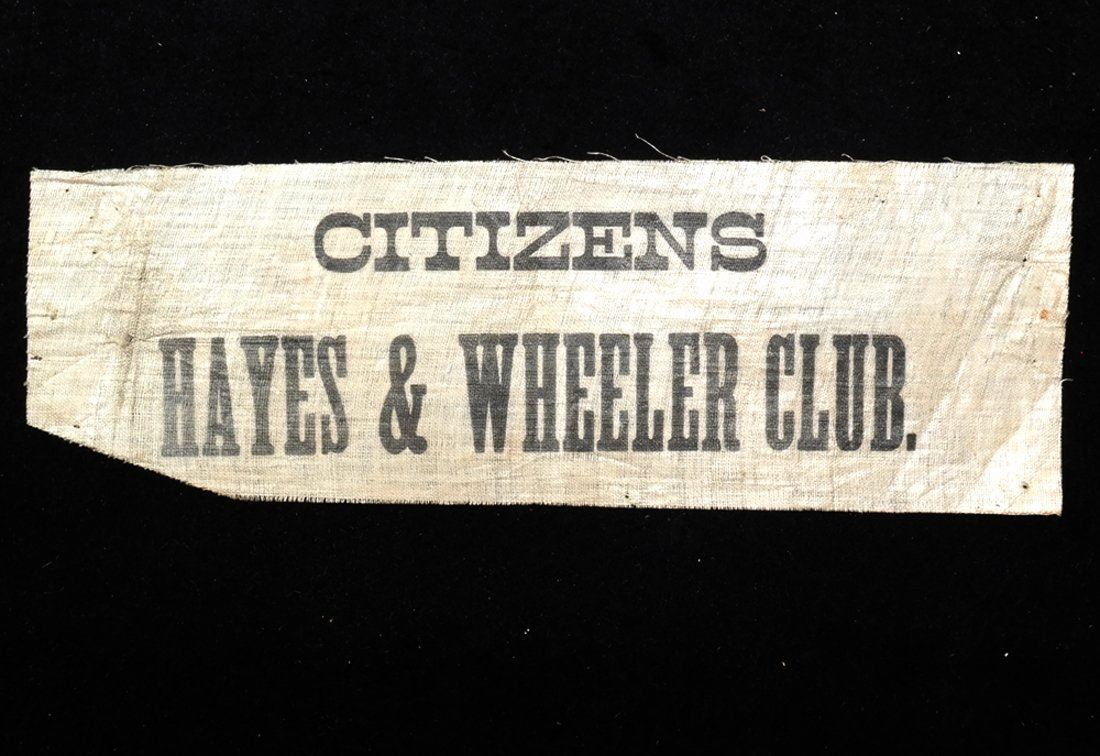 CITIZENS
HAYES & WHEELER CLUB.